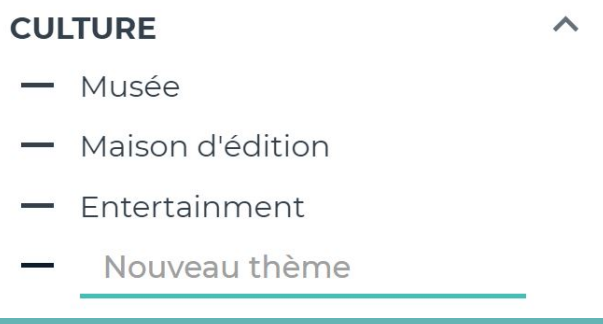 CULTURE
Musée
Maison d'édition
Entertainment
Nouveau thème